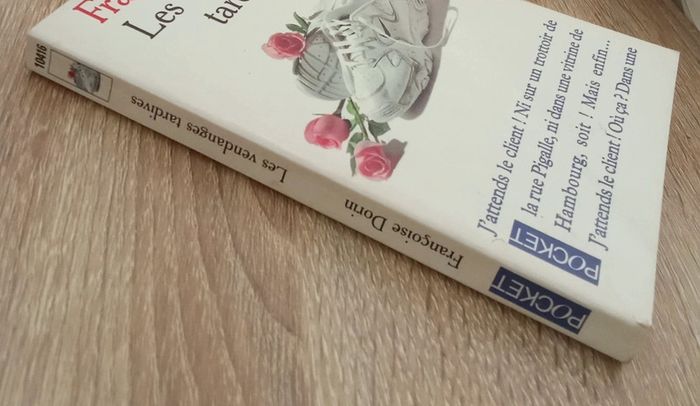 Fra
Les
tard
J'attends le client ! Ni sur un trottoir de
la rue Pigalle, ni dans une vitrine de
Hambourg, soit ! Mais enfin...
J'attends le client ! Où ça ? Dans une
POCKET
10416
Les vendanges tardives
Françoise Dorin
POCKET